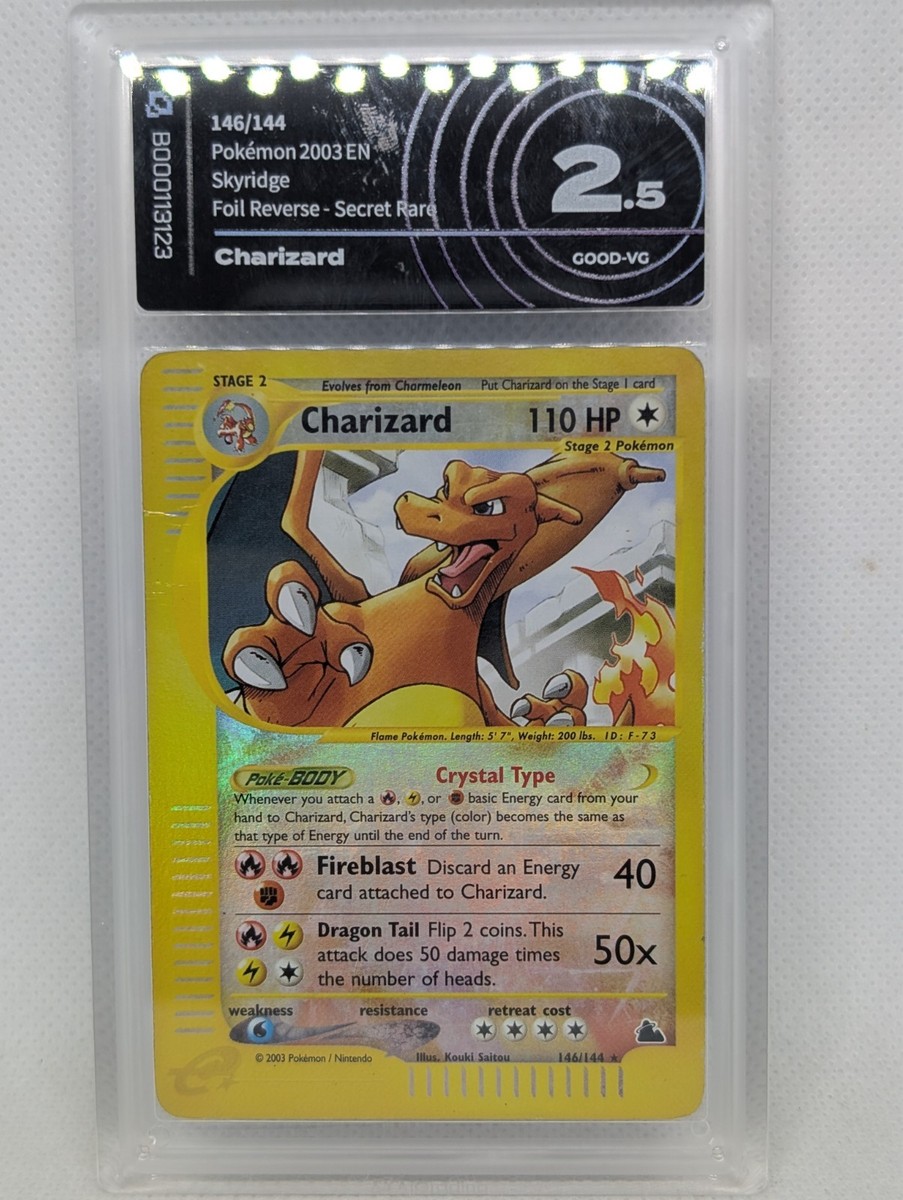 146/144
Pokémon 2003 EN
Skyridge
Foil Reverse - Secret Rare
Charizard
B000113123
2.5
GOOD-VG
STAGE 2
Evolves from Charmeleon
Put Charizard on the Stage 1 card
Charizard
110 HP
Stage 2 Pokémon
Flame Pokémon. Length: 5' 7", Weight: 200 lbs. ID: F-73
Poké-BODY
Crystal Type
Whenever you attach a , , or basic Energy card from your
hand to Charizard, Charizard's type (color) becomes the same as
that type of Energy until the end of the turn.
Fireblast Discard an Energy
card attached to Charizard.
40
Dragon Tail Flip 2 coins. This
attack does 50 damage times
the number of heads.
50x
weakness resistance retreat cost
© 2003 Pokémon / Nintendo
Illus. Kouki Saitou
146/144 ★